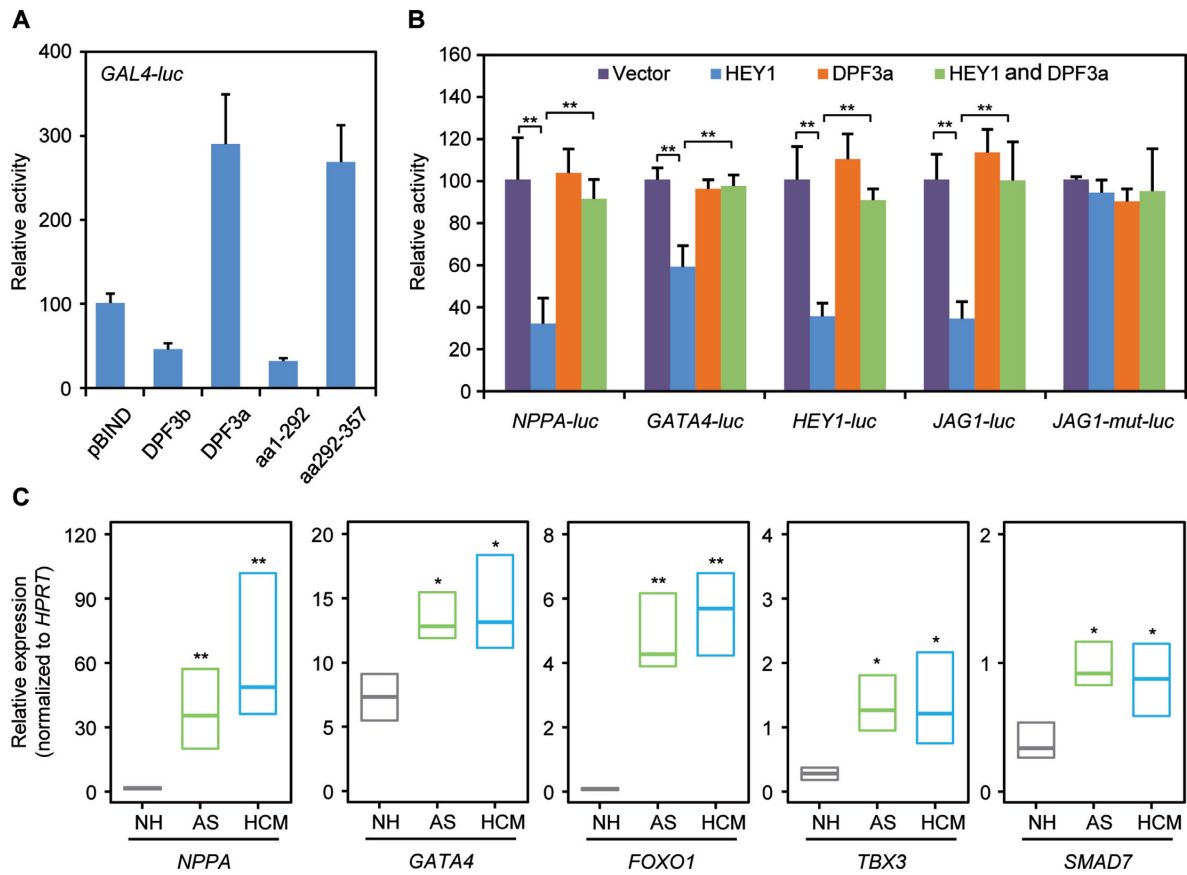 A
400
300
200
100
0
Relative activity
GAL4-luc
pBIND
DPF3b
DPF3a
aa1-292
aa292-357
B
160
140
120
100
80
60
40
20
0
Relative activity
Vector HEY1 DPF3a HEY1 and DPF3a
** ** ** ** ** ** ** **
NPPA-luc GATA4-luc HEY1-luc JAG1-luc JAG1-mut-luc
C
Relative expression
(normalized to HPRT)
120
90
60
30
0
** **
NH AS HCM
NPPA
20
15
10
5
0
* *
NH AS HCM
GATA4
8
6
4
2
0
** **
NH AS HCM
FOXO1
4
3
2
1
0
* *
NH AS HCM
TBX3
2
1
0
* *
NH AS HCM
SMAD7